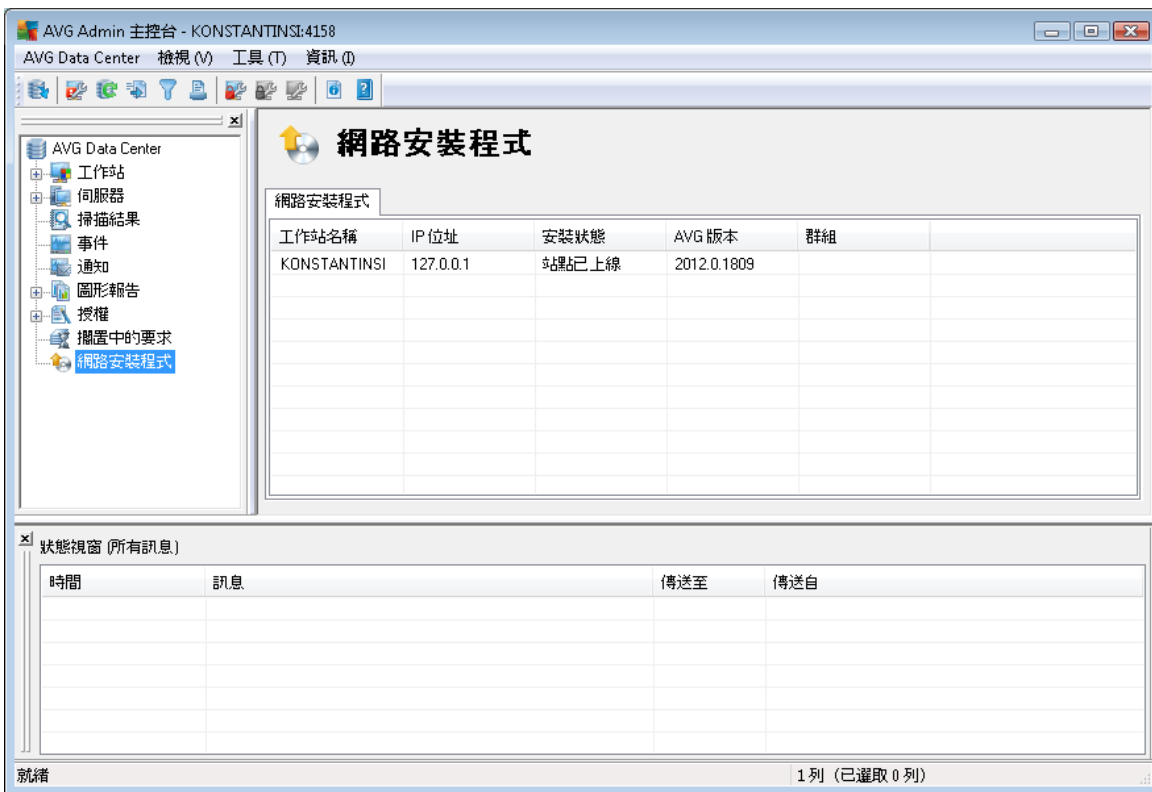 AVG Admin 主控台 - KONSTANTINSI:4158
AVG Data Center 檢視 (V) 工具 (T) 資訊 (I)
AVG Data Center
工作站
伺服器
掃描結果
事件
通知
圖形報告
授權
擱置中的要求
網路安裝程式
網路安裝程式
網路安裝程式
工作站名稱 IP 位址 安裝狀態 AVG 版本 群組
KONSTANTINSI 127.0.0.1 站點已上線 2012.0.1809
狀態視窗 (所有訊息)
時間 訊息 傳送至 傳送自
就緒 1 列 (已選取 0 列)